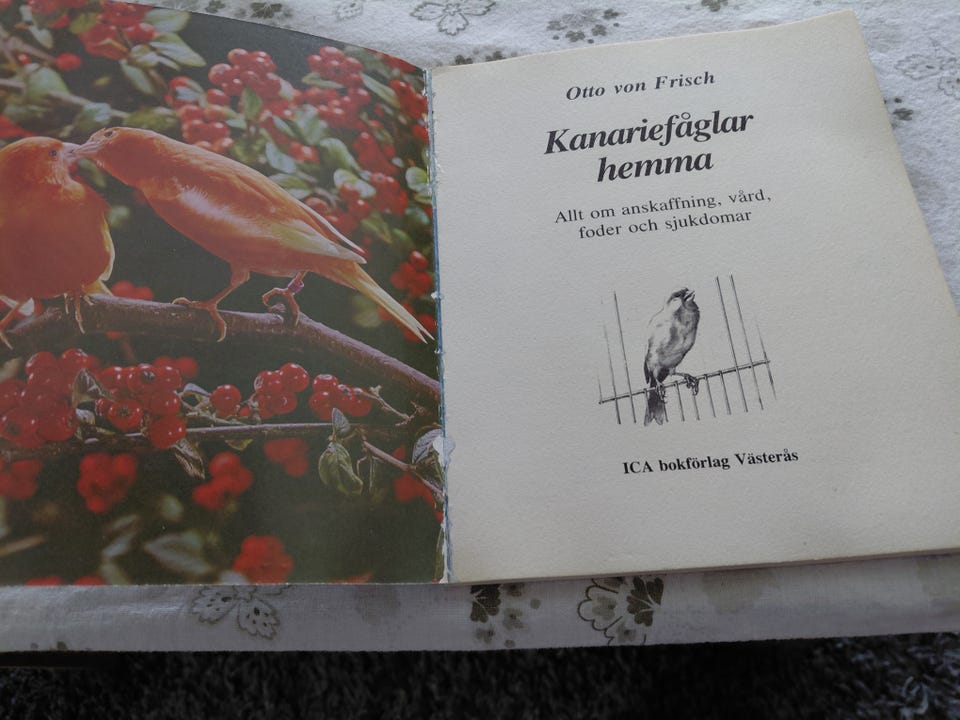 Otto von Frisch
Kanariefåglar
hemma
Allt om anskaffning, vård,
foder och sjukdomar
ICA bokförlag Västerås